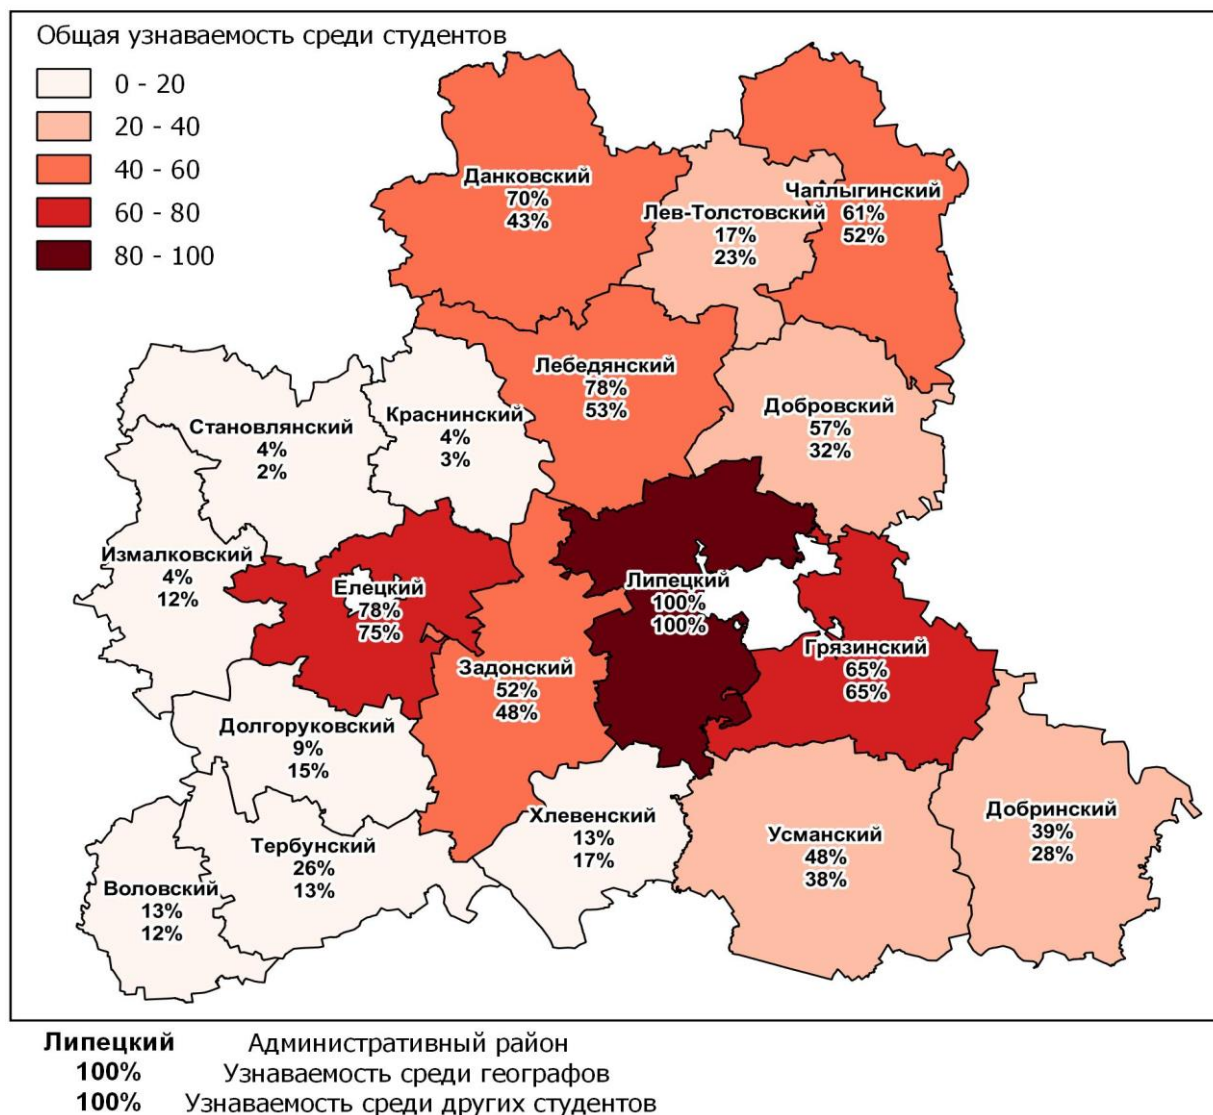 Общая узнаваемость среди студентов
0 - 20
20 - 40
40 - 60
60 - 80
80 - 100
Данковский
70%
43%
Лев-Толстовский
17%
23%
Чаплыгинский
61%
52%
Лебедянский
78%
53%
Добровский
57%
32%
Становлянский
4%
2%
Краснинский
4%
3%
Измалковский
4%
12%
Елецкий
78%
75%
Липецкий
100%
100%
Задонский
52%
48%
Грязинский
65%
65%
Долгоруковский
9%
15%
Хлевенский
13%
17%
Усманский
48%
38%
Добринский
39%
28%
Тербунский
26%
13%
Воловский
13%
12%
Липецкий Административный район
100% Узнаваемость среди географов
100% Узнаваемость среди других студентов